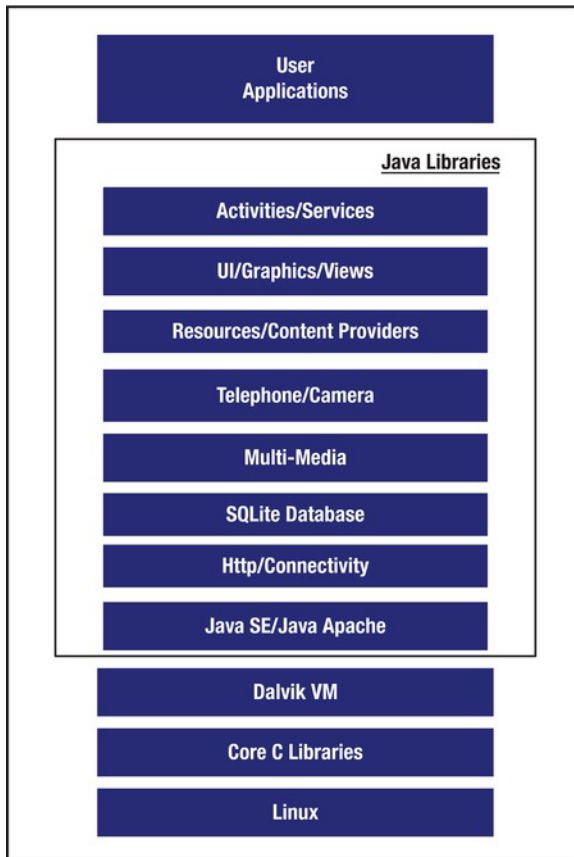 User
Applications
Java Libraries
Activities/Services
UI/Graphics/Views
Resources/Content Providers
Telephone/Camera
Multi-Media
SQLite Database
Http/Connectivity
Java SE/Java Apache
Dalvik VM
Core C Libraries
Linux